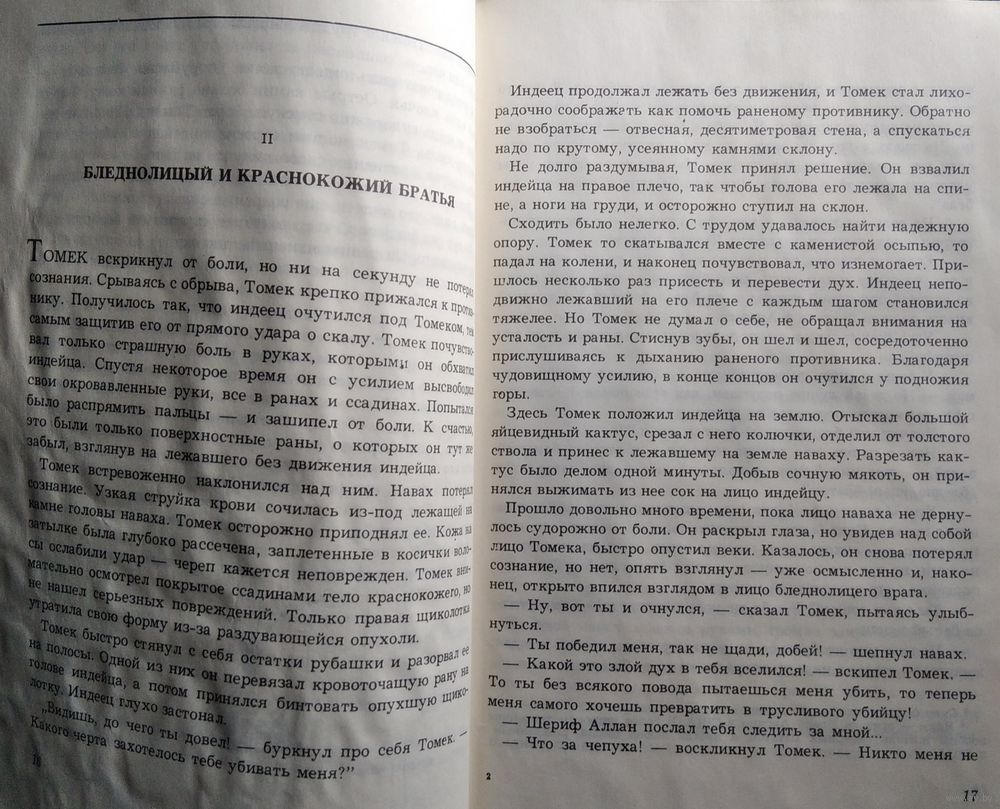 II
БЛЕДНОЛИЦЫЙ И КРАСНОКОЖИЙ БРАТЬЯ
ТОМЕК вскрикнул от боли, но ни на секунду не потерял
сознания. Срываясь с обрыва, Томек крепко прижался к против-
нику. Получилось так, что индеец очутился под Томеком, тем
самым защитив его от прямого удара о скалу. Томек почувство-
вал только страшную боль в руках, которыми он обхватил
индейца. Спустя некоторое время он с усилием высвободил
свои окровавленные руки, все в ранах и ссадинах. Попытался
было распрямить пальцы — и зашипел от боли. К счастью,
это были только поверхностные раны, о которых он тут же
забыл, взглянув на лежавшего без движения индейца.
Томек встревоженно наклонился над ним. Навах потерял
сознание. Узкая струйка крови сочилась из-под лежащей на
камне головы наваха. Томек осторожно приподнял ее. Кожа на
затылке была глубоко рассечена, заплетенные в косички воло-
сы ослабили удар — череп кажется неповрежден. Томек вни-
мательно осмотрел покрытое ссадинами тело краснокожего, но
не нашел серьезных повреждений. Только правая щиколотка
утратила свою форму из-за раздувающейся опухоли.
Томек быстро стянул с себя остатки рубашки и разорвал ее
на полосы. Одной из них он перевязал кровоточащую рану на
голове индейца, а потом принялся бинтовать опухшую щико-
лотку. Индеец глухо застонал.
„Видишь, до чего ты довел! — буркнул про себя Томек. —
Какого черта захотелось тебе убивать меня?”
16
Индеец продолжал лежать без движения, и Томек стал лихо-
радочно соображать как помочь раненому противнику. Обратно
не взобраться — отвесная, десятиметровая стена, а спускаться
надо по крутому, усеянному камнями склону.
Не долго раздумывая, Томек принял решение. Он взвалил
индейца на правое плечо, так чтобы голова его лежала на спи-
не, а ноги на груди, и осторожно ступил на склон.
Сходить было нелегко. С трудом удавалось найти надежную
опору. Томек то скатывался вместе с каменистой осыпью, то
падал на колени, и наконец почувствовал, что изнемогает. При-
шлось несколько раз присесть и перевести дух. Индеец непо-
движно лежавший на его плече с каждым шагом становился
тяжелее. Но Томек не думал о себе, не обращал внимания на
усталость и раны. Стиснув зубы, он шел и шел, сосредоточенно
прислушиваясь к дыханию раненого противника. Благодаря
чудовищному усилию, в конце концов он очутился у подножия
горы.
Здесь Томек положил индейца на землю. Отыскал большой
яйцевидный кактус, срезал с него колючки, отделил от толстого
ствола и принес к лежавшему на земле наваху. Разрезать как-
тус было делом одной минуты. Добыв сочную мякоть, он при-
нялся выжимать из нее сок на лицо индейцу.
Прошло довольно много времени, пока лицо наваха не дерну-
лось судорожно от боли. Он раскрыл глаза, но увидев над собой
лицо Томека, быстро опустил веки. Казалось, он снова потерял
сознание, но нет, опять взглянул — уже осмысленно и, нако-
нец, открыто впился взглядом в лицо бледнолицего врага.
— Ну, вот ты и очнулся, — сказал Томек, пытаясь улыб-
нуться.
— Ты победил меня, так не щади, добей! — шепнул навах.
— Какой это злой дух в тебя вселился! — вскипел Томек. —
То ты без всякого повода пытаешься меня убить, то теперь
меня самого хочешь превратить в трусливого убийцу!
— Шериф Аллан послал тебя следить за мной...
— Что за чепуха! — воскликнул Томек. — Никто меня не
2
17